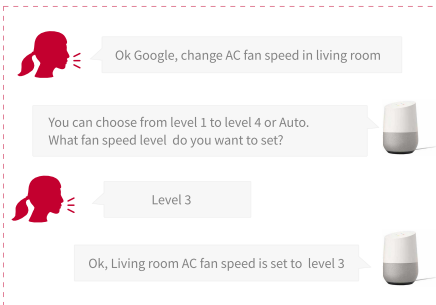 Ok Google, change AC fan speed in living room
You can choose from level 1 to level 4 or Auto.
What fan speed level do you want to set?
Level 3
Ok, Living room AC fan speed is set to level 3